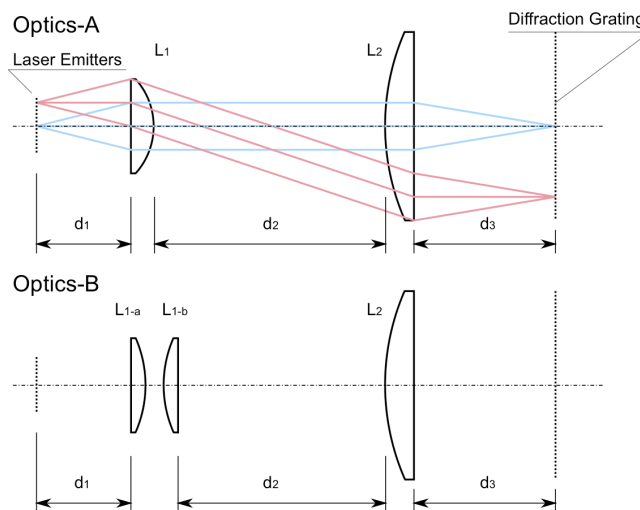 Optics-A
Diffraction Grating
Laser Emitters
L1
L2
d1
d2
d3
Optics-B
L1-a
L1-b
L2
d1
d2
d3